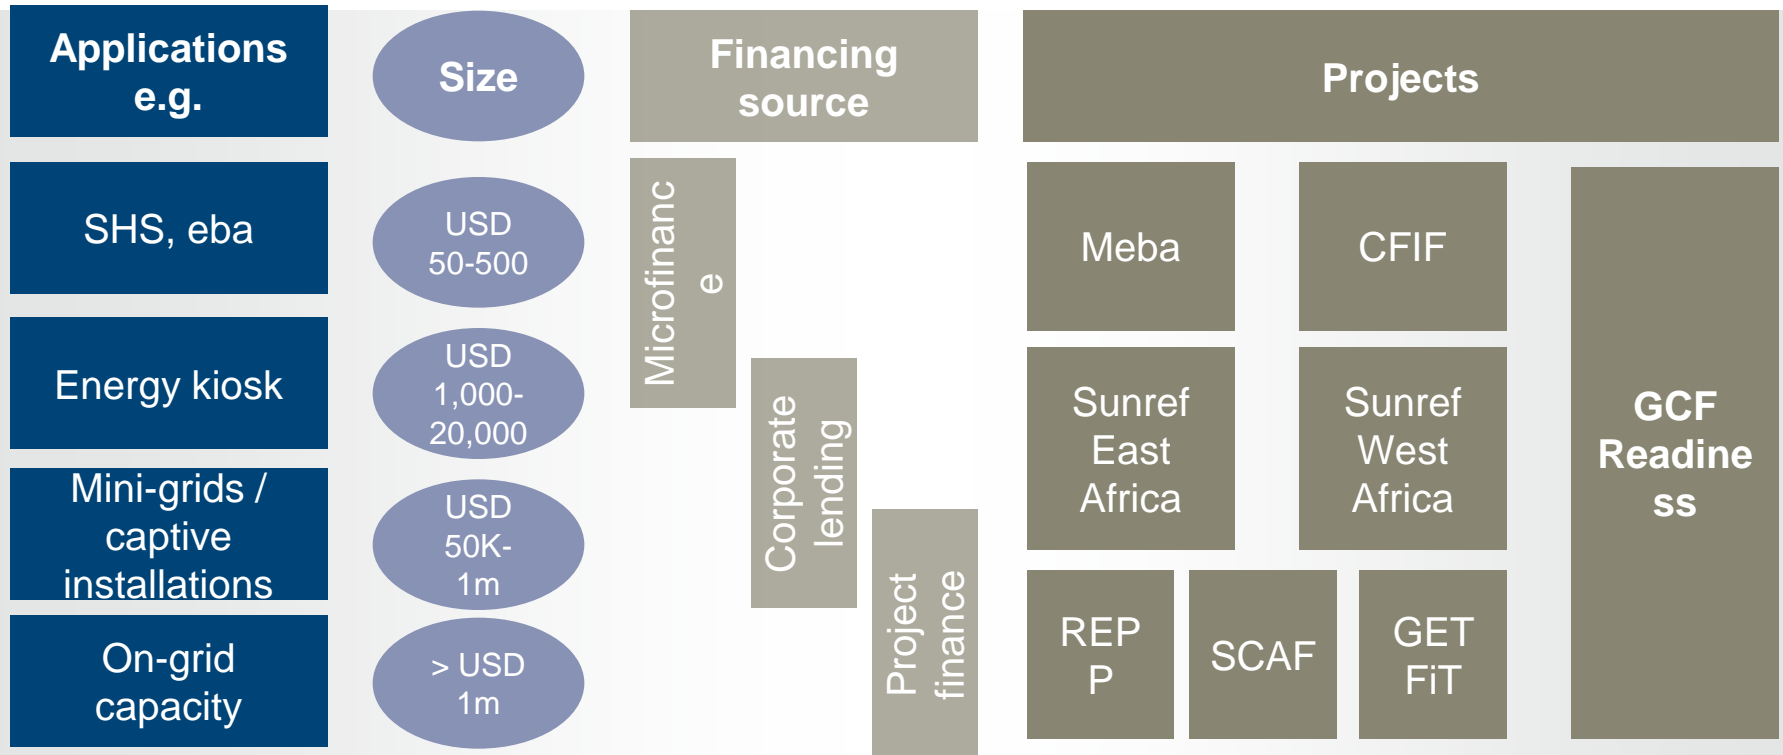 Applications
e.g.
Size
Financing
source
Projects
SHS, eba
USD
50-500
Microfinanc
e
Meba
CFIF
Energy kiosk
USD
1,000-
20,000
Corporate
lending
Sunref
East
Africa
Sunref
West
Africa
GCF
Readine
ss
Mini-grids /
captive
installations
USD
50K-
1m
Project
finance
On-grid
capacity
> USD
1m
REP
P
SCAF
GET
FiT